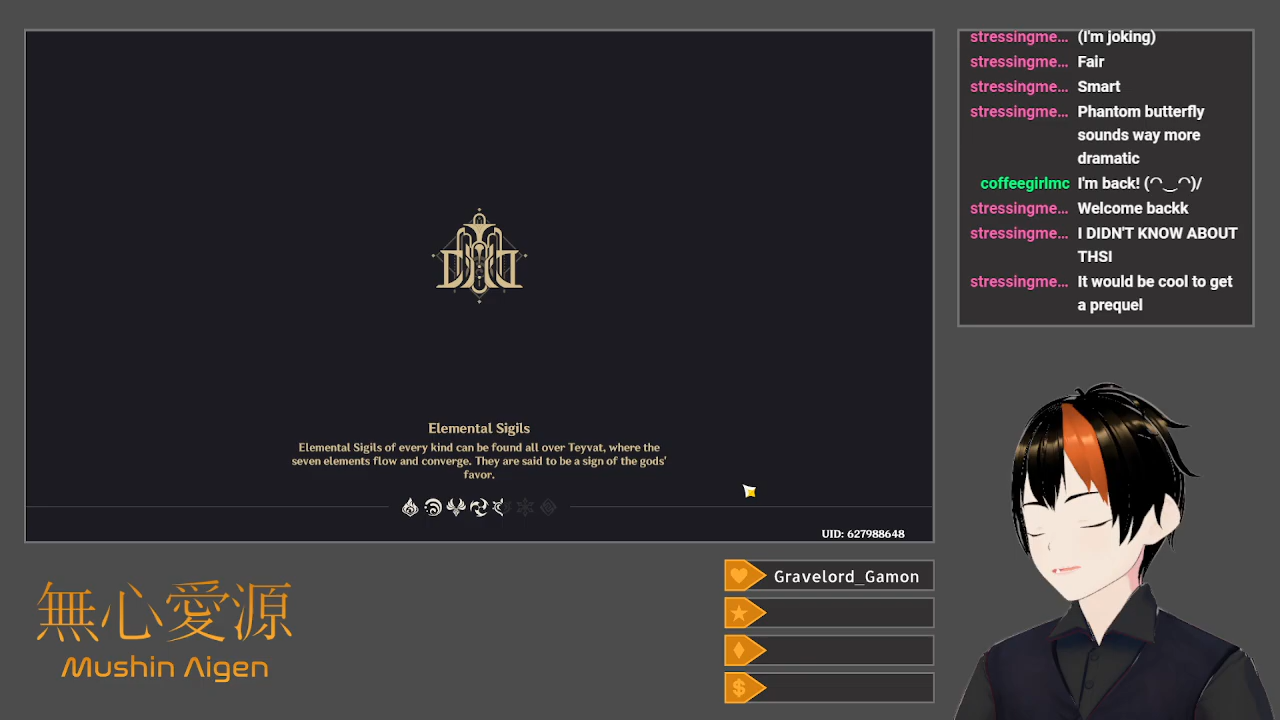 stressingme... (I'm joking)
stressingme... Fair
stressingme... Smart
stressingme... Phantom butterfly
sounds way more
dramatic
coffeegirlmc I'm back! (◠‿◠)/
stressingme... Welcome backk
stressingme... I DIDN'T KNOW ABOUT
THSI
stressingme... It would be cool to get
a prequel
Elemental Sigils
Elemental Sigils of every kind can be found all over Teyvat, where the
seven elements flow and converge. They are said to be a sign of the gods'
favor.
UID: 627988648
Gravelord_Gamon
無心愛源
Mushin Aigen